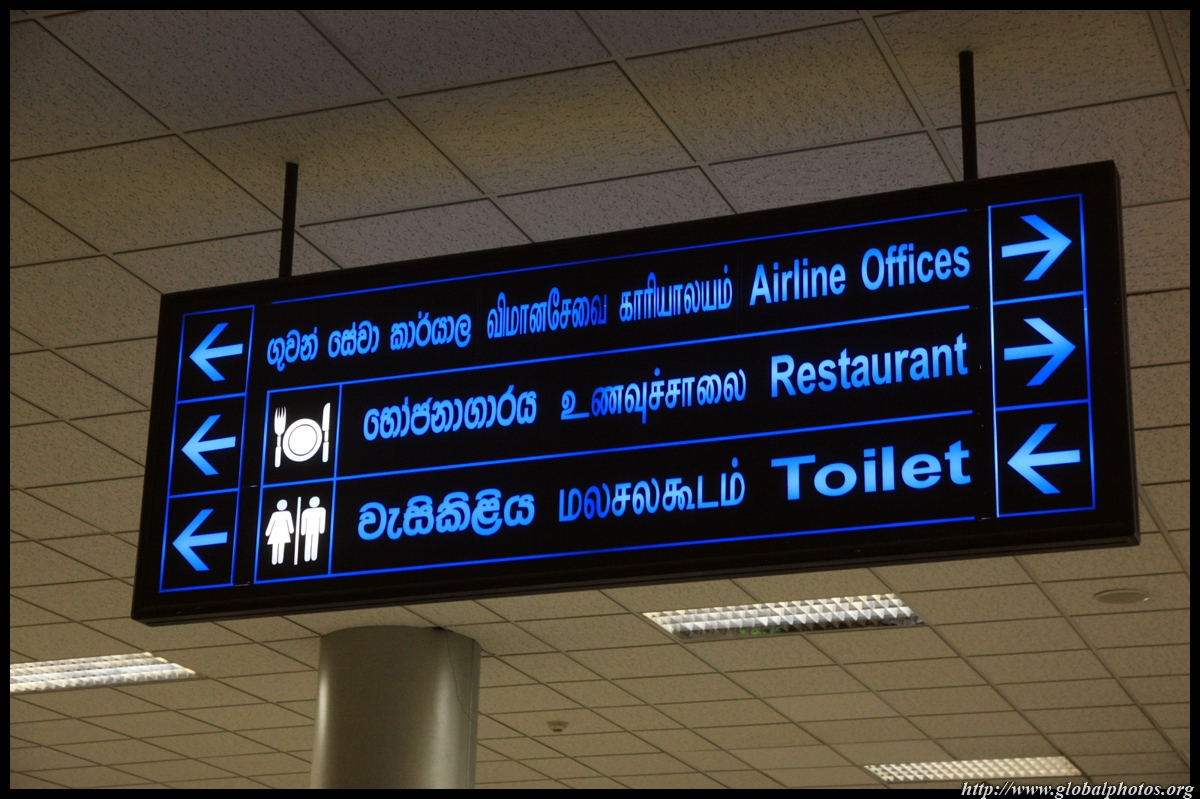 ගුවන් සේවා කාර්යාල விமானசேவை காரியாலயம் Airline Offices
භෝජනාගාරය உணவுச்சாலை Restaurant
වැසිකිළිය மலசலகூடம் Toilet
http://www.globalphotos.org